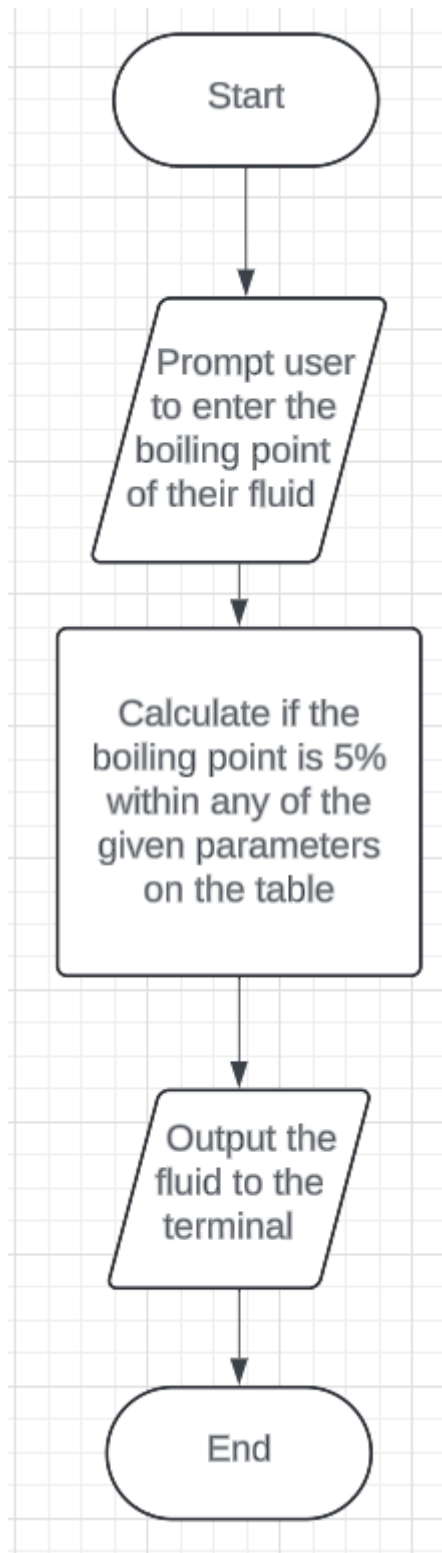 Start
Prompt user
to enter the
boiling point
of their fluid
Calculate if the
boiling point is 5%
within any of the
given parameters
on the table
Output the
fluid to the
terminal
End